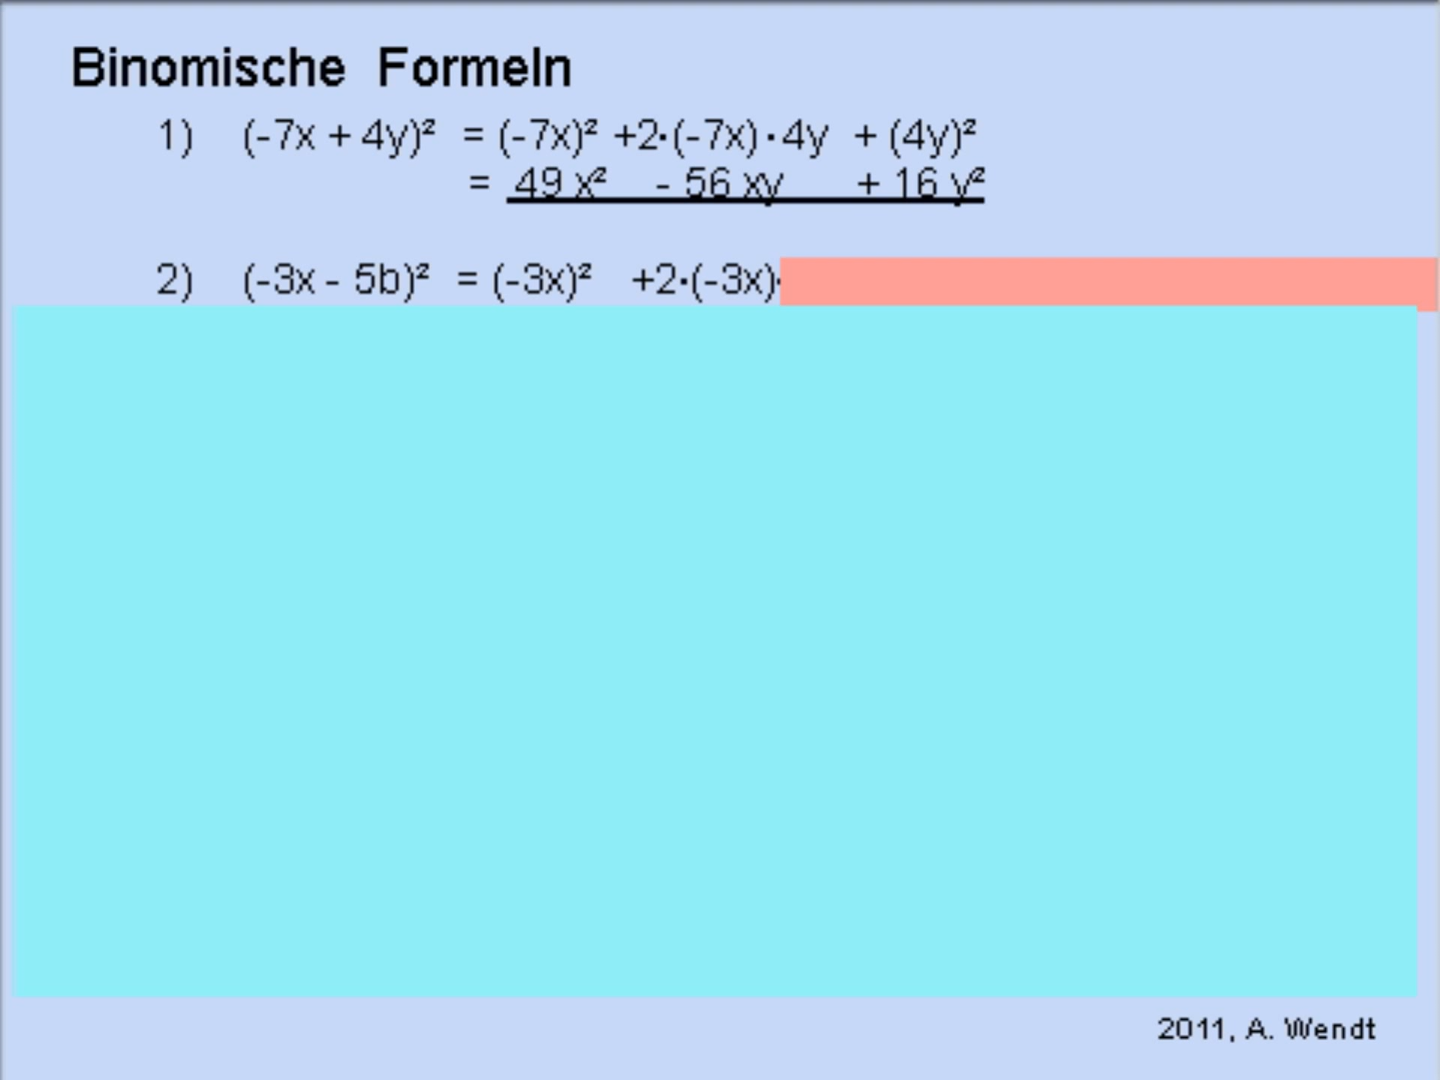 Binomische Formeln
1) (-7x + 4y)² = (-7x)² +2·(-7x)·4y + (4y)²
= 49 x² - 56 xy + 16 y²
2) (-3x - 5b)² = (-3x)² +2·(-3x)·
2011, A. Wendt